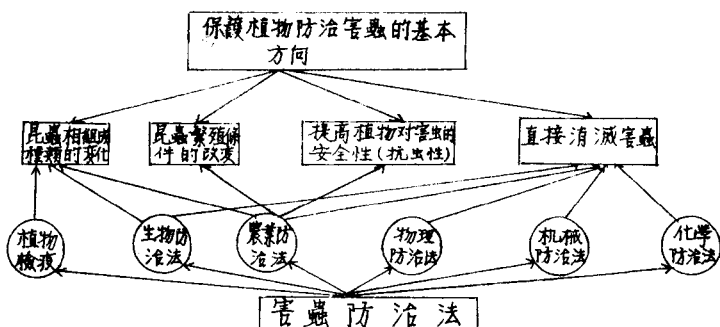 保護植物防治害蟲的基本
方向
昆蟲相組成
種類的变化
昆蟲繁殖條
件的改变
提高植物对害虫的
安全性(抗虫性)
直接消滅害蟲
植物
檢疫
生物防
治法
農業防
治法
物理
防治法
机械
防治法
化學
防治法
害蟲防治法